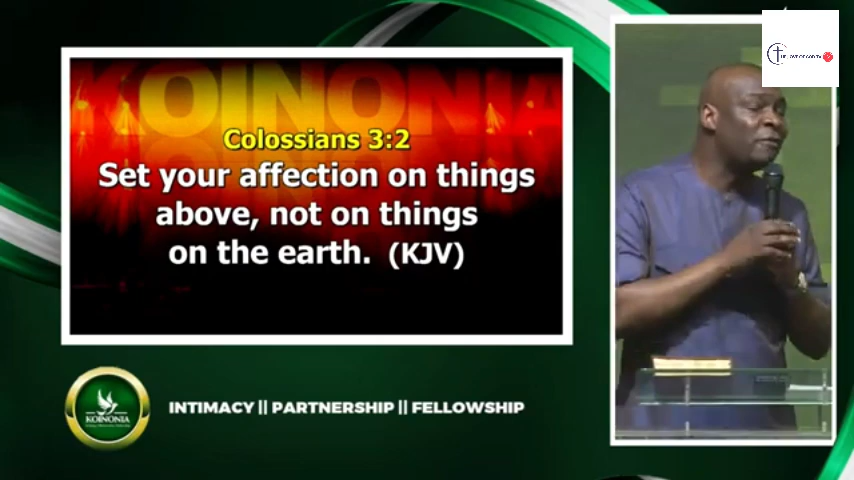 KOINONIA
Colossians 3:2
Set your affection on things
above, not on things
on the earth. (KJV)
KOINONIA
INTIMACY || PARTNERSHIP || FELLOWSHIP